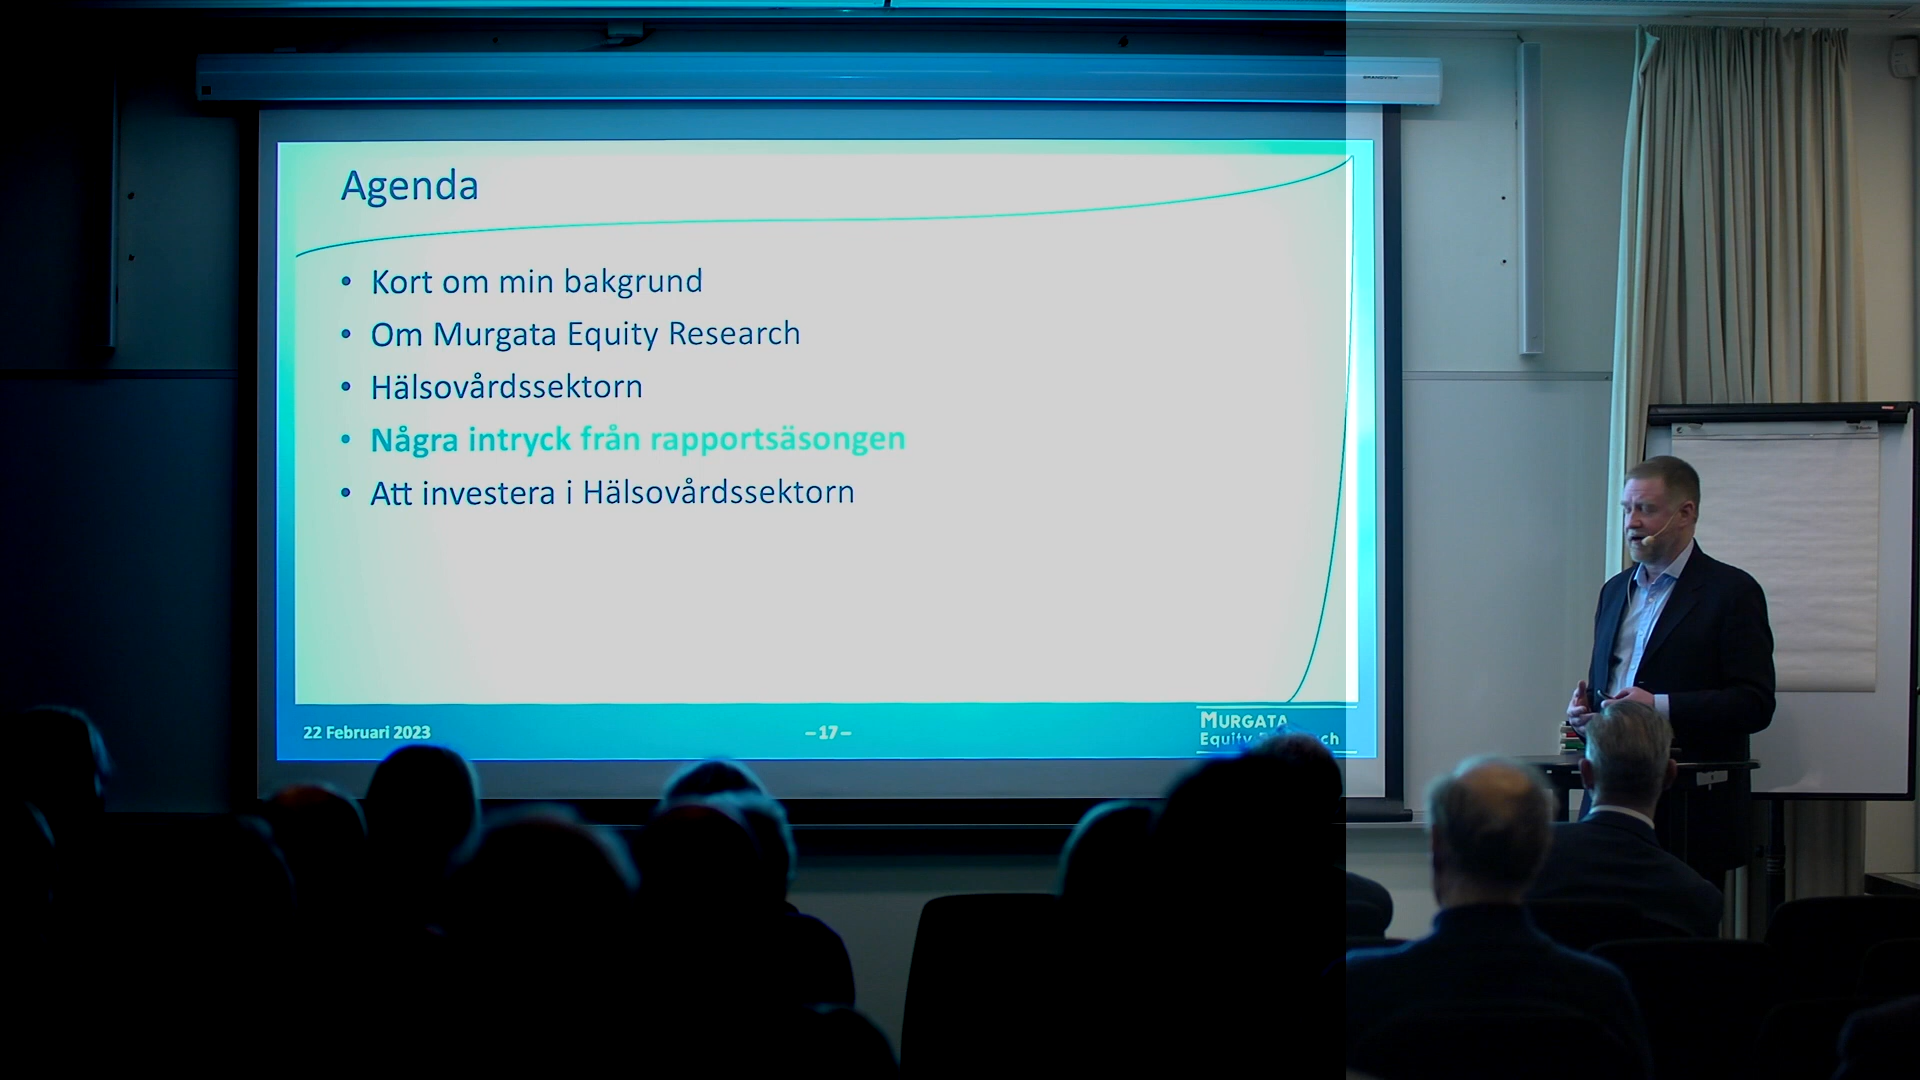 Agenda
• Kort om min bakgrund
• Om Murgata Equity Research
• Hälsovårdssektorn
• Några intryck från rapportsäsongen
• Att investera i Hälsovårdssektorn
22 Februari 2023
–17–
MURGATA
Equity